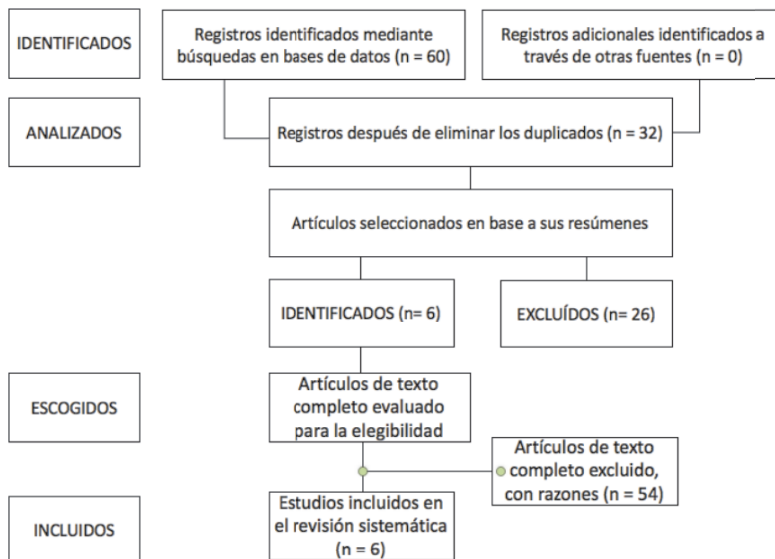 IDENTIFICADOS
Registros identificados mediante
búsquedas en bases de datos (n = 60)
Registros adicionales identificados a
través de otras fuentes (n = 0)
ANALIZADOS
Registros después de eliminar los duplicados (n = 32)
Artículos seleccionados en base a sus resúmenes
IDENTIFICADOS (n= 6)
EXCLUÍDOS (n= 26)
ESCOGIDOS
Artículos de texto
completo evaluado
para la elegibilidad
Artículos de texto
completo excluido,
con razones (n = 54)
INCLUIDOS
Estudios incluidos en
el revisión sistemática
(n = 6)